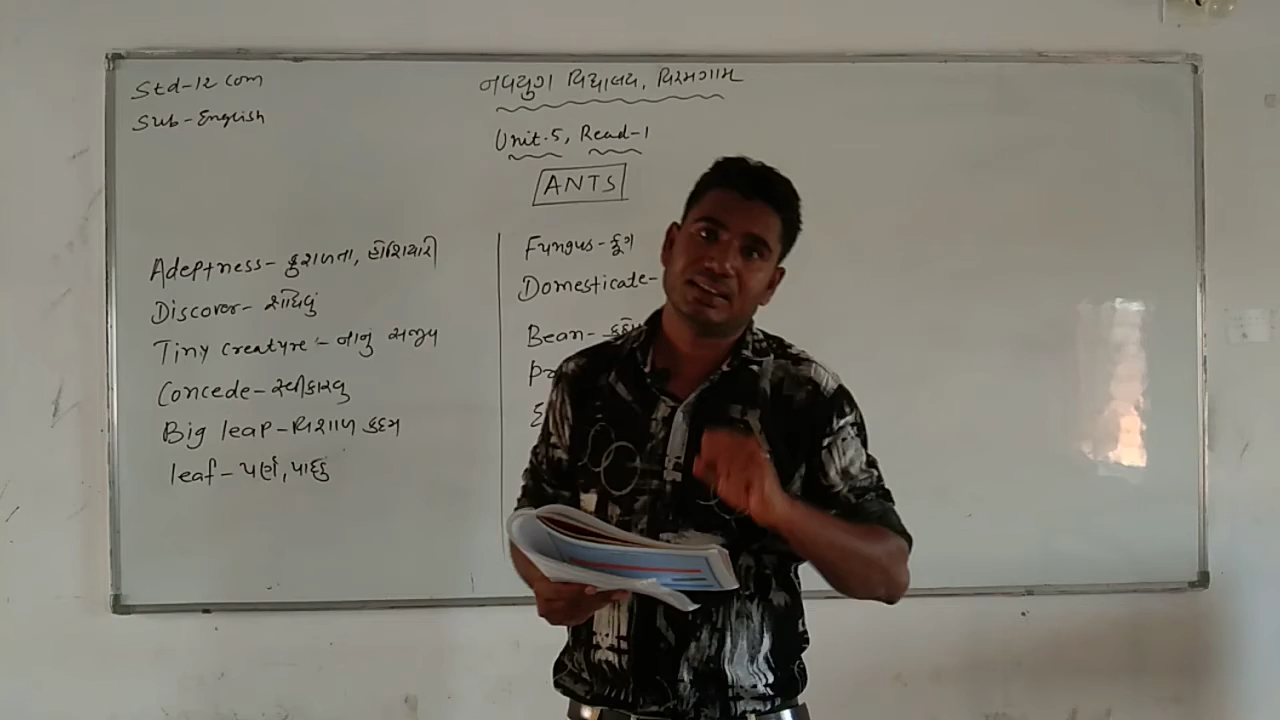 Std-12 Com
Sub-English
નવયુગ વિદ્યાલય, વિરમગામ
Unit.5, Read-1
ANTS
Adeptness - કુશળતા, હોશિયારી
Discover - શોધવું
Tiny Creatyre - નાનું સજીવ
Concede - સ્વીકારવુ
Big leap - વિશાળ કદમ
leaf - પર્ણ, પાંદડુ
Fungus - ફૂગ
Domesticate -
Bean -